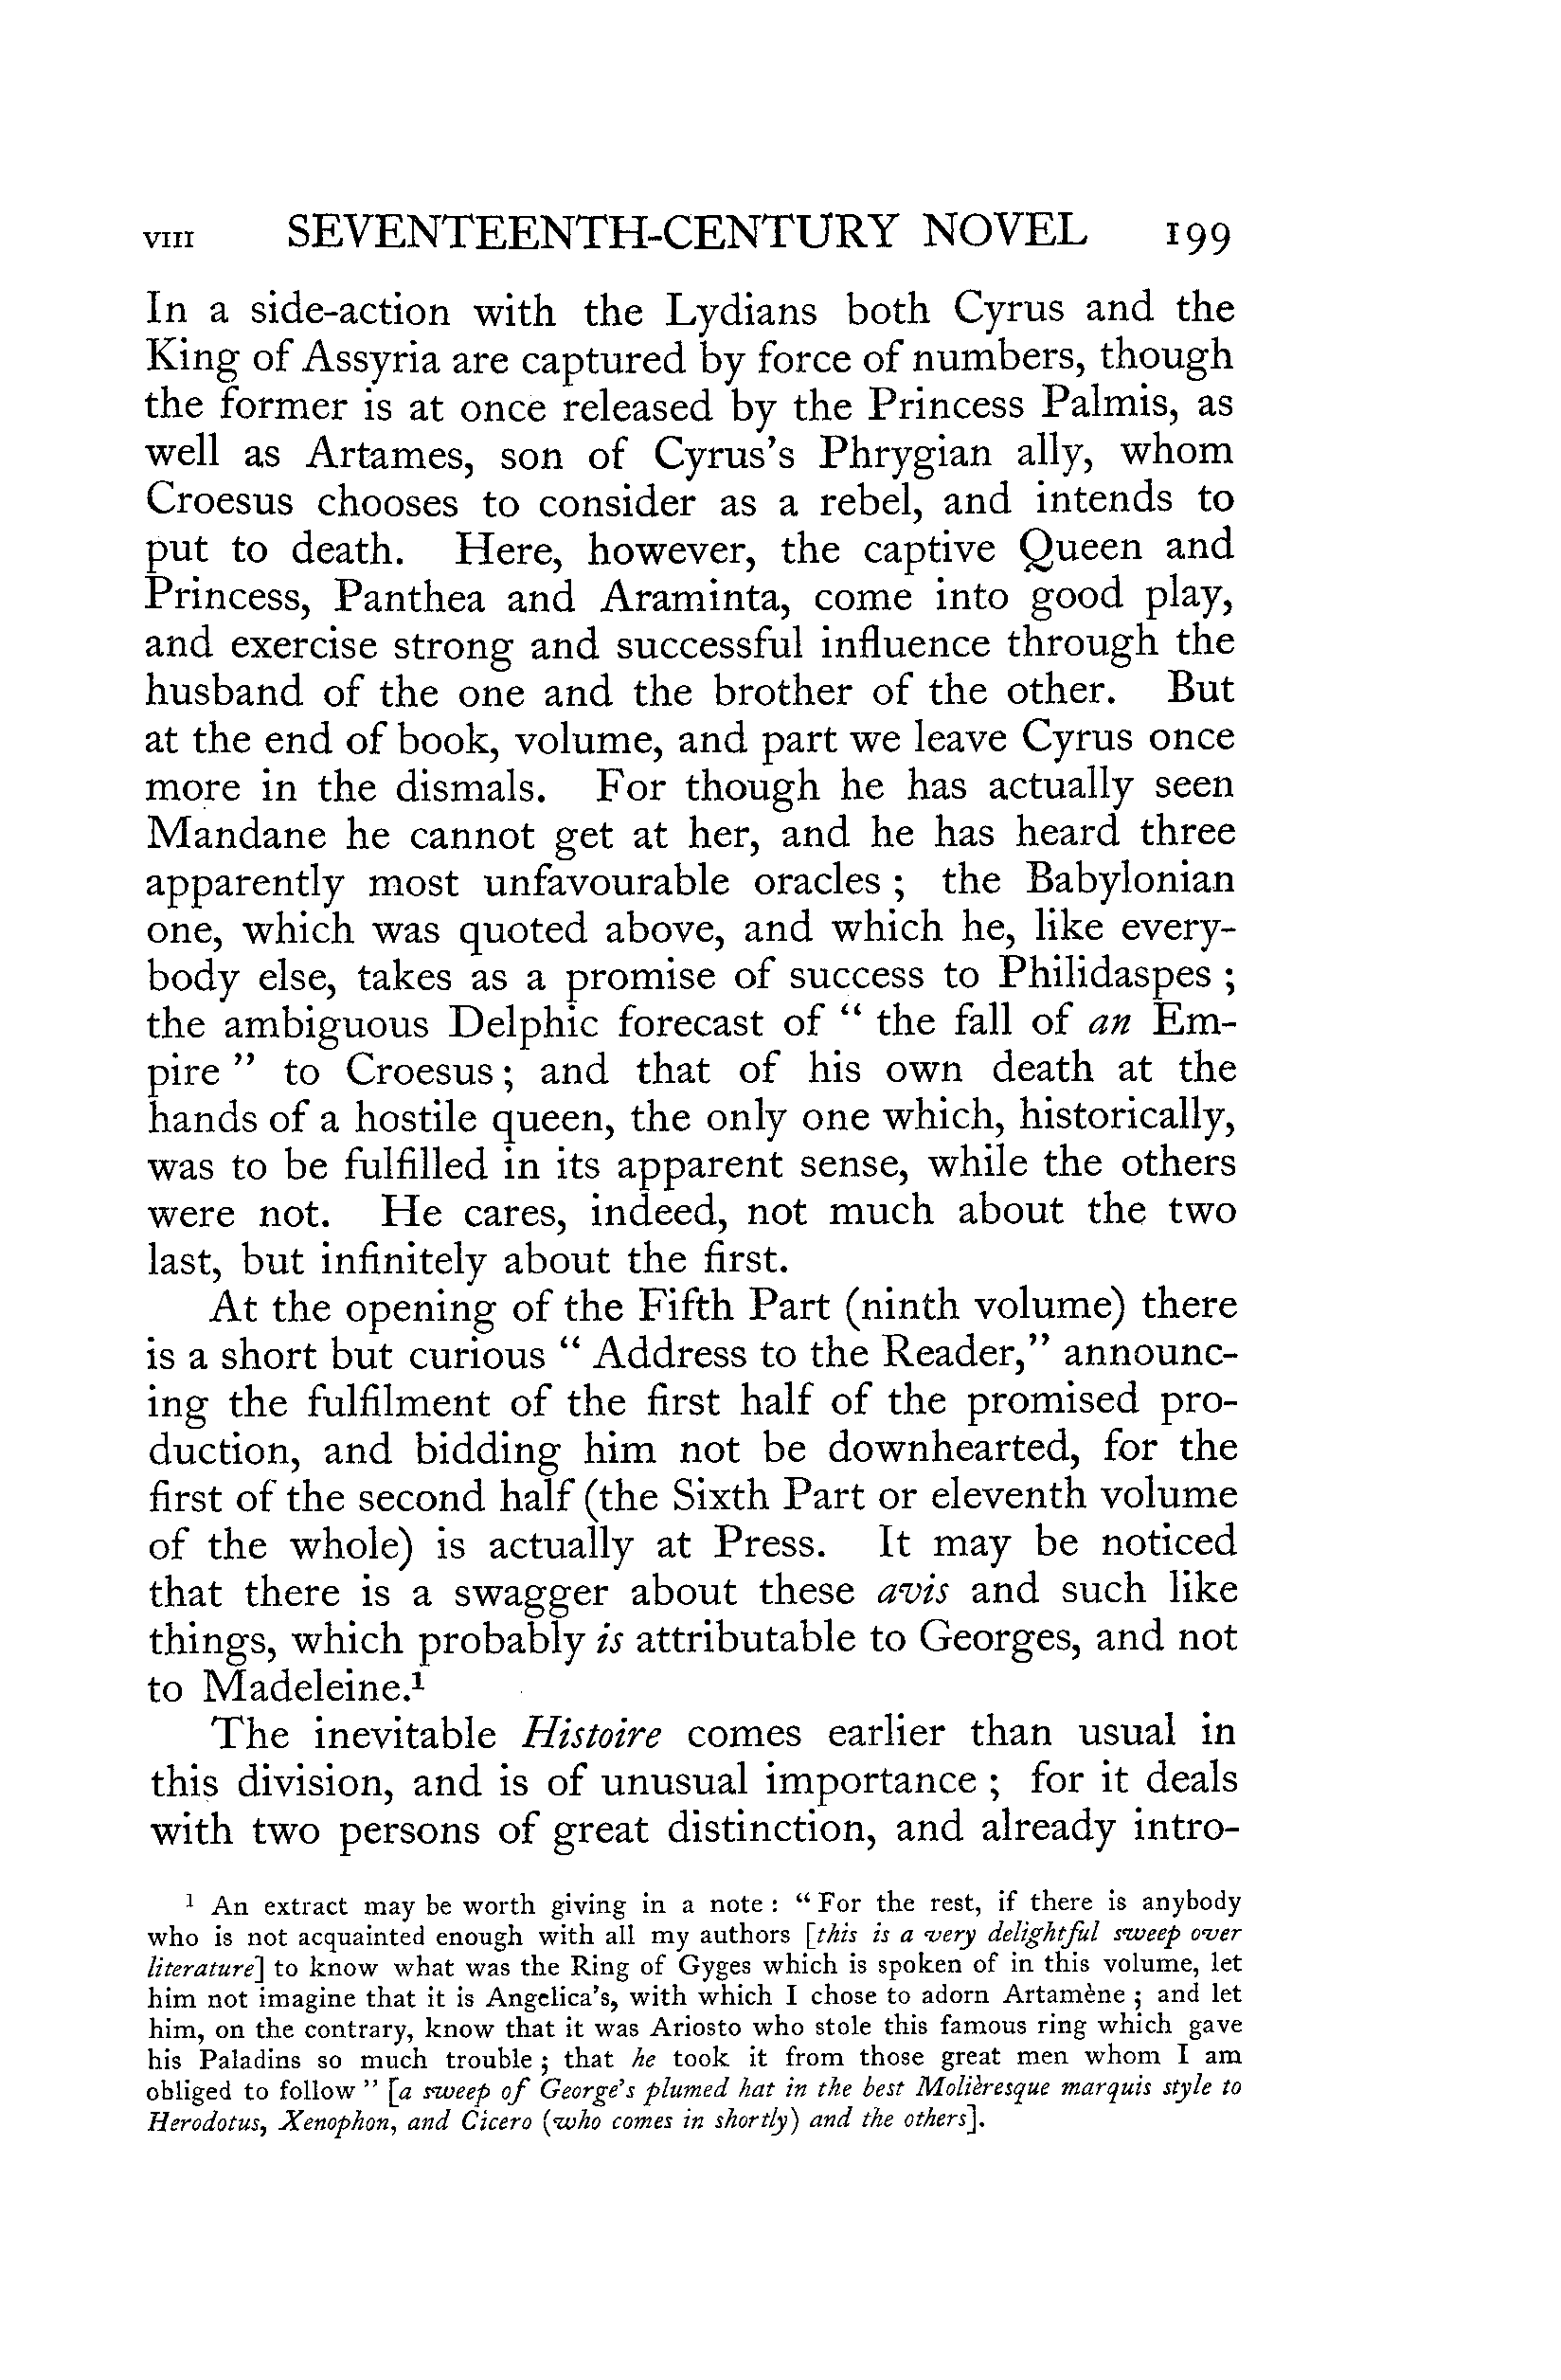 VIII SEVENTEENTH-CENTURY NOVEL 199
In a side-action with the Lydians both Cyrus and the
King of Assyria are captured by force of numbers, though
the former is at once released by the Princess Palmis, as
well as Artames, son of Cyrus's Phrygian ally, whom
Croesus chooses to consider as a rebel, and intends to
put to death. Here, however, the captive Queen and
Princess, Panthea and Araminta, come into good play,
and exercise strong and successful influence through the
husband of the one and the brother of the other. But
at the end of book, volume, and part we leave Cyrus once
more in the dismals. For though he has actually seen
Mandane he cannot get at her, and he has heard three
apparently most unfavourable oracles ; the Babylonian
one, which was quoted above, and which he, like every-
body else, takes as a promise of success to Philidaspes ;
the ambiguous Delphic forecast of “ the fall of an Em-
pire ” to Croesus ; and that of his own death at the
hands of a hostile queen, the only one which, historically,
was to be fulfilled in its apparent sense, while the others
were not. He cares, indeed, not much about the two
last, but infinitely about the first.
At the opening of the Fifth Part (ninth volume) there
is a short but curious “ Address to the Reader,” announc-
ing the fulfilment of the first half of the promised pro-
duction, and bidding him not be downhearted, for the
first of the second half (the Sixth Part or eleventh volume
of the whole) is actually at Press. It may be noticed
that there is a swagger about these avis and such like
things, which probably is attributable to Georges, and not
to Madeleine.¹
The inevitable Histoire comes earlier than usual in
this division, and is of unusual importance ; for it deals
with two persons of great distinction, and already intro-
¹ An extract may be worth giving in a note : “ For the rest, if there is anybody
who is not acquainted enough with all my authors [this is a very delightful sweep over
literature] to know what was the Ring of Gyges which is spoken of in this volume, let
him not imagine that it is Angelica's, with which I chose to adorn Artamène ; and let
him, on the contrary, know that it was Ariosto who stole this famous ring which gave
his Paladins so much trouble ; that he took it from those great men whom I am
obliged to follow ” [a sweep of George's plumed hat in the best Molièresque marquis style to
Herodotus, Xenophon, and Cicero (who comes in shortly) and the others].